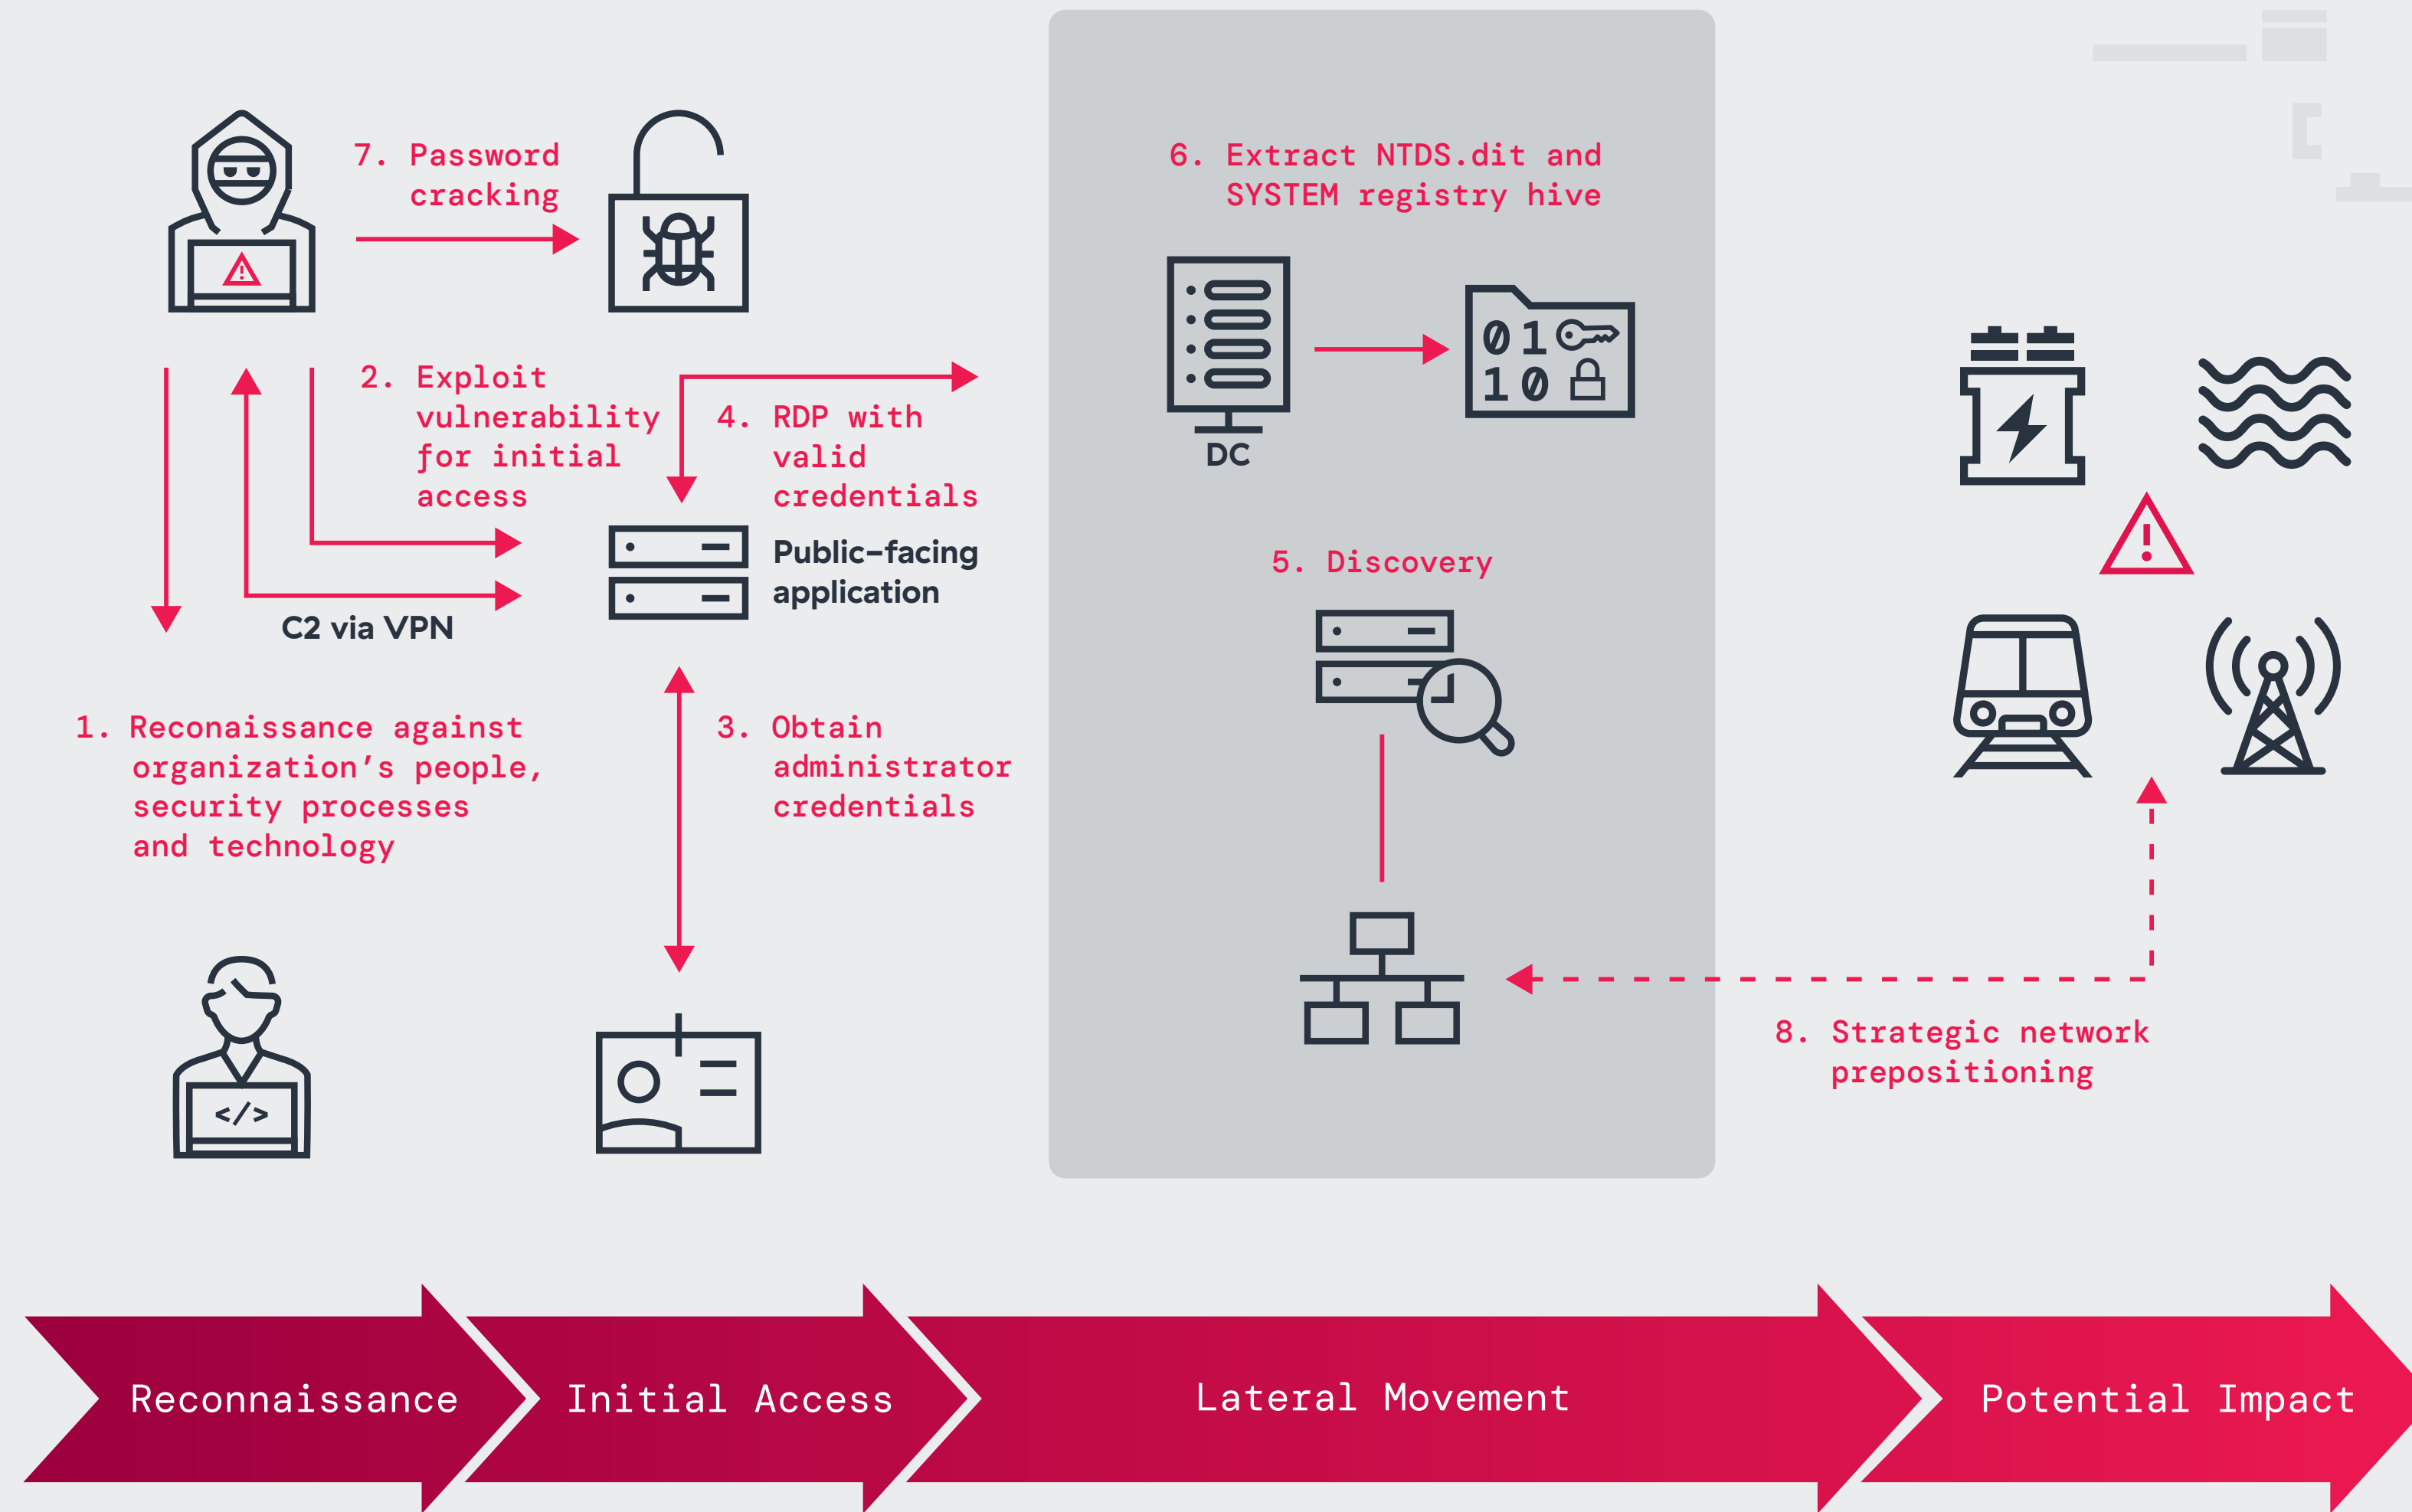 7. Password
cracking
6. Extract NTDS.dit and
SYSTEM registry hive
2. Exploit
vulnerability
for initial
access
4. RDP with
valid
credentials
01
10
DC
Public-facing
application
C2 via VPN
5. Discovery
1. Reconaissance against
organization’s people,
security processes
and technology
3. Obtain
administrator
credentials
</>
8. Strategic network
prepositioning
Reconnaissance
Initial Access
Lateral Movement
Potential Impact